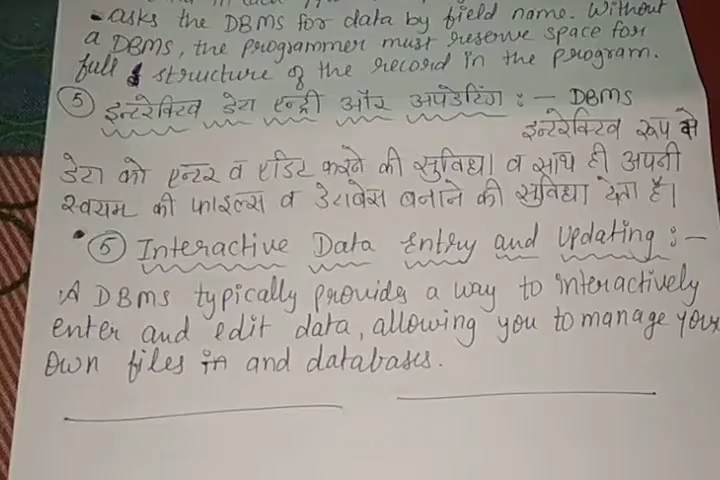 - asks the DBMS for data by field name. Without
a DBMS, the programmer must reserve space for
full structure of the record in the program.
⑤ इन्टरेक्टिव डेटा एन्ट्री और अपडेटिंग :- DBMS
इन्टरेक्टिव रूप से
डेटा को एन्टर व एडिट करने की सुविधा। व साथ ही अपनी
स्वयम की फाइल्स व डेटाबेस बनाने की सुविधा देता है।
⑤ Interactive Data Entry and Updating :-
A DBMS typically provides a way to interactively
enter and edit data, allowing you to manage your
own files in and databases.